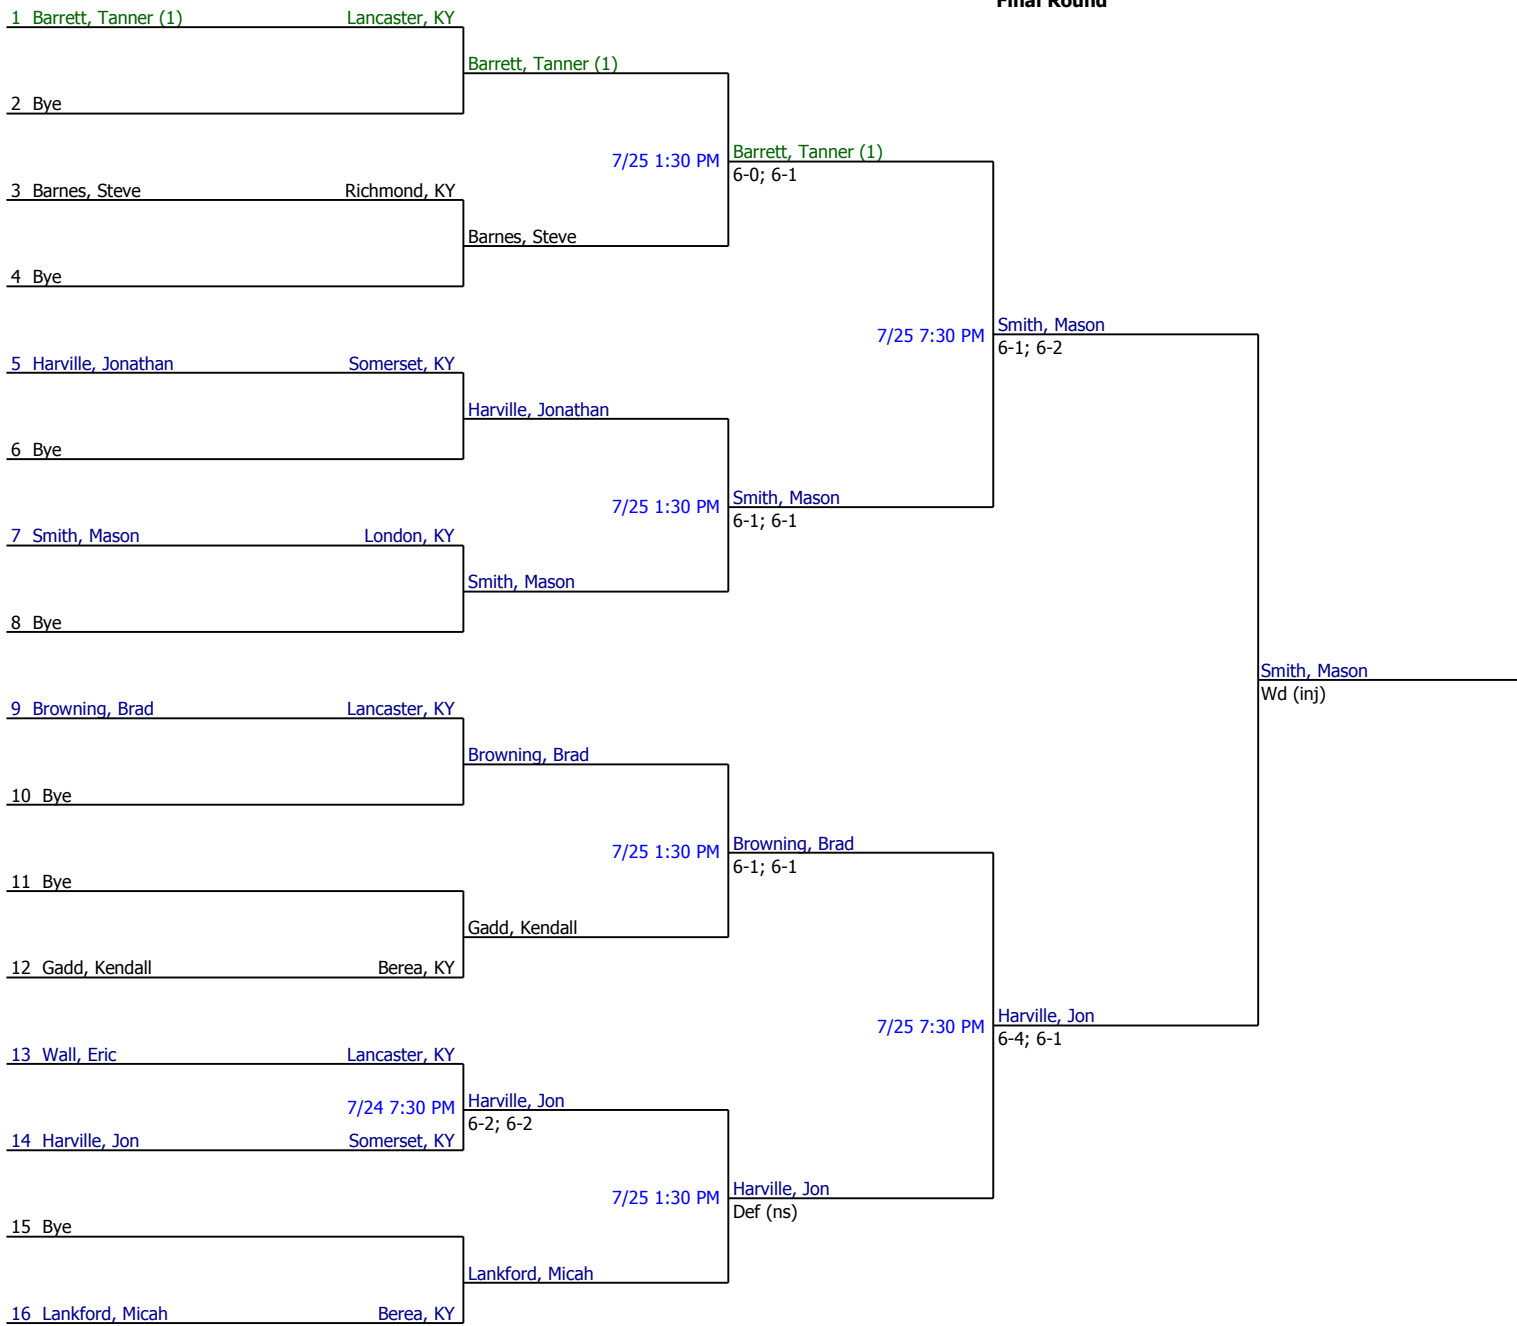 Final Round
1 Barrett, Tanner (1) Lancaster, KY
Barrett, Tanner (1)
2 Bye
7/25 1:30 PM Barrett, Tanner (1)
6-0; 6-1
3 Barnes, Steve Richmond, KY
Barnes, Steve
4 Bye
7/25 7:30 PM Smith, Mason
6-1; 6-2
5 Harville, Jonathan Somerset, KY
Harville, Jonathan
6 Bye
7/25 1:30 PM Smith, Mason
6-1; 6-1
7 Smith, Mason London, KY
Smith, Mason
8 Bye
Smith, Mason
Wd (inj)
9 Browning, Brad Lancaster, KY
Browning, Brad
10 Bye
7/25 1:30 PM Browning, Brad
6-1; 6-1
11 Bye
Gadd, Kendall
12 Gadd, Kendall Berea, KY
7/25 7:30 PM Harville, Jon
6-4; 6-1
13 Wall, Eric Lancaster, KY
7/24 7:30 PM Harville, Jon
6-2; 6-2
14 Harville, Jon Somerset, KY
7/25 1:30 PM Harville, Jon
Def (ns)
15 Bye
Lankford, Micah
16 Lankford, Micah Berea, KY